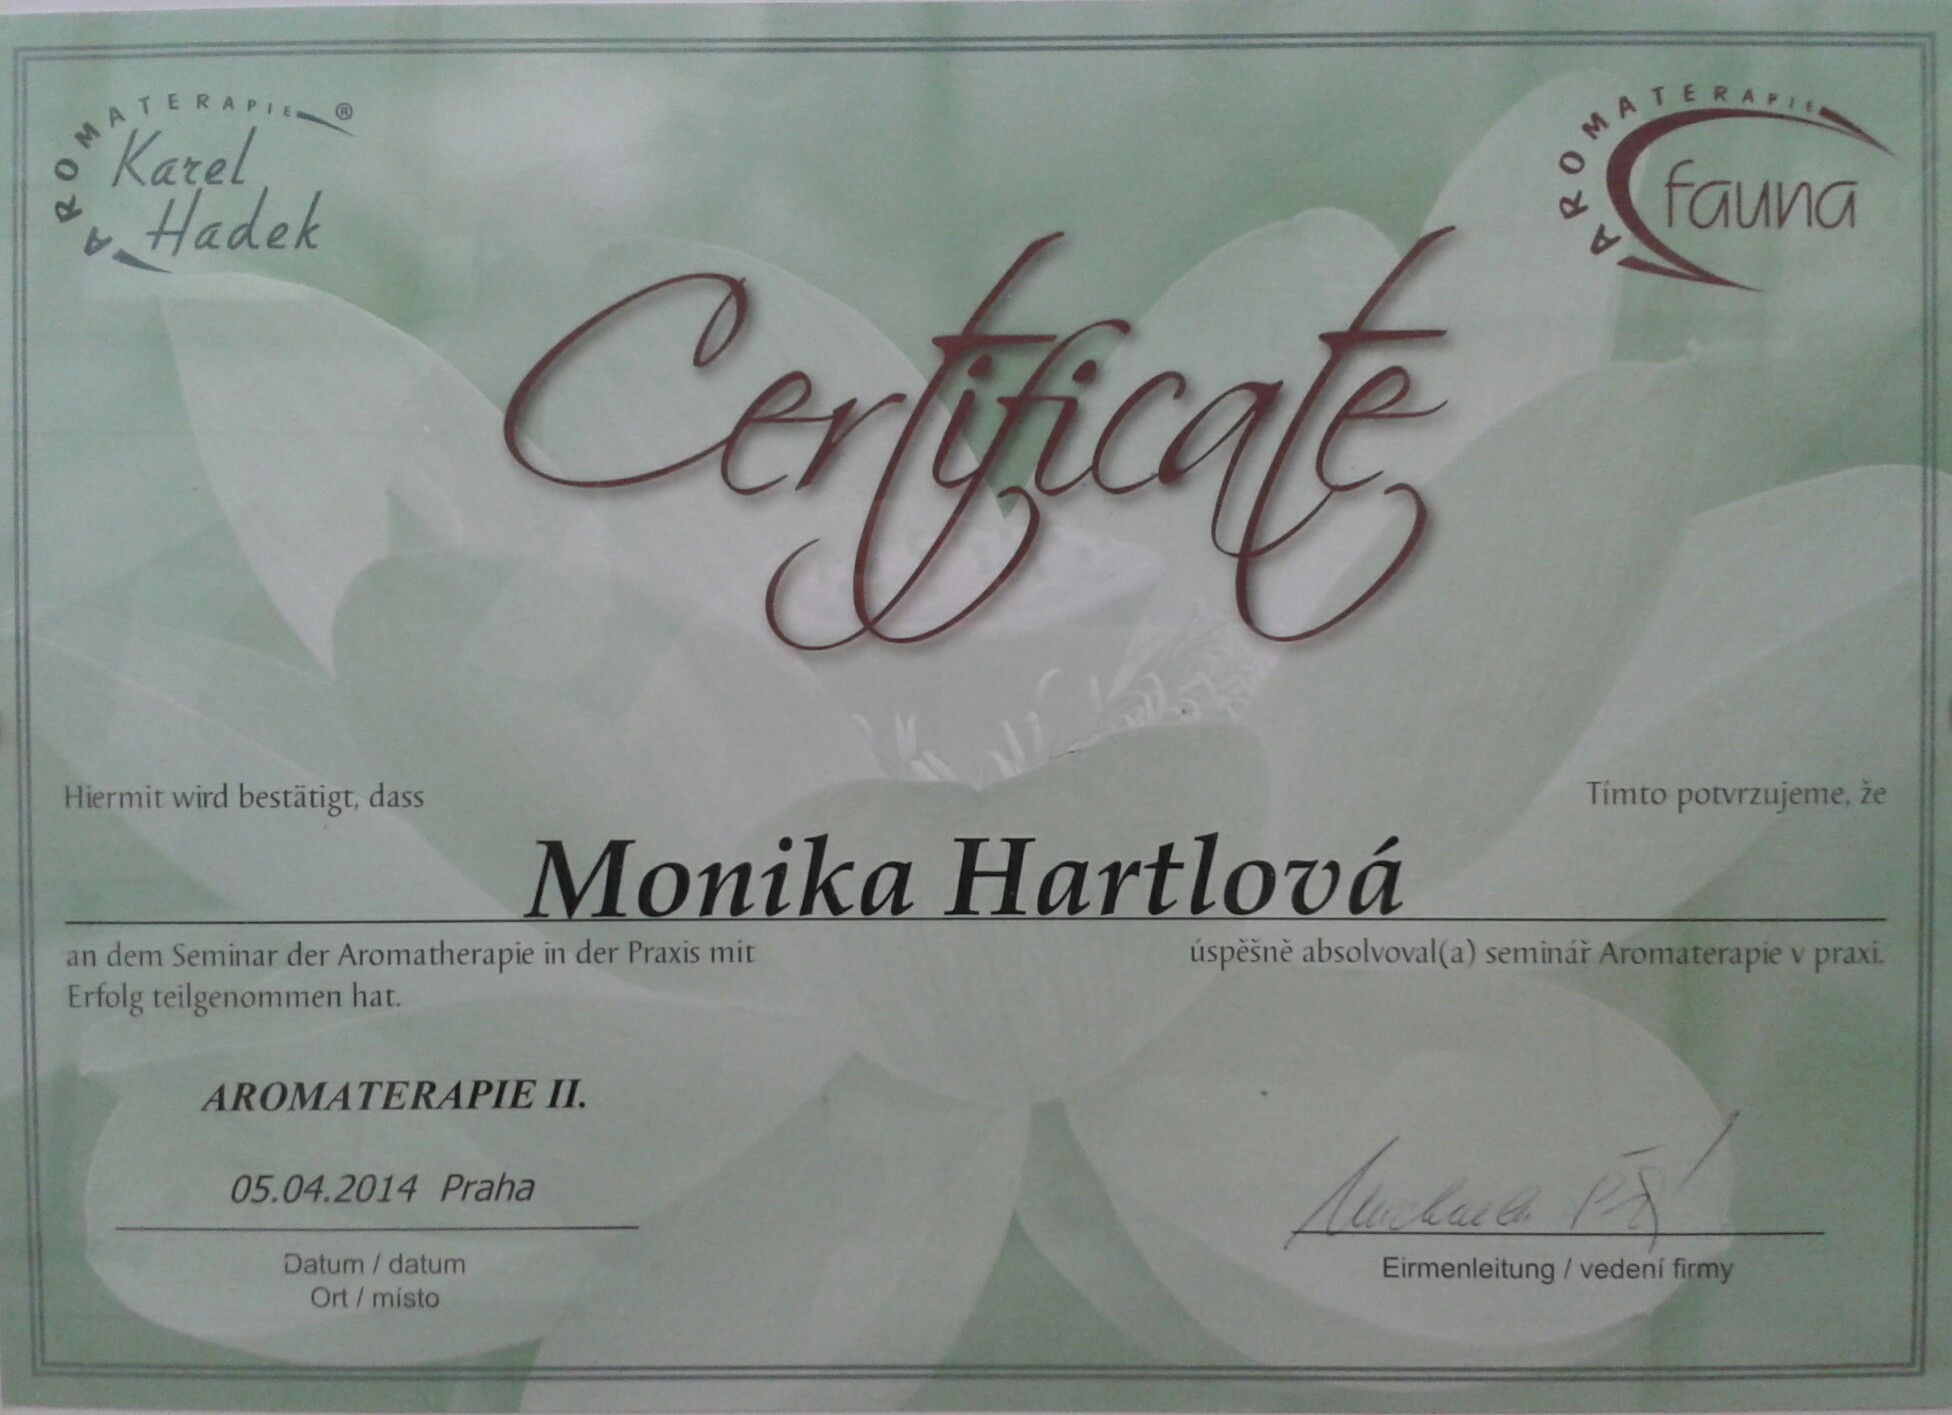 AROMATERAPIE ®
Karel
Hadek
AROMATERAPIE
fauna
Certificate
Hiermit wird bestätigt, dass
Tímto potvrzujeme, že
Monika Hartlová
an dem Seminar der Aromatherapie in der Praxis mit
Erfolg teilgenommen hat.
úspěšně absolvoval(a) seminář Aromaterapie v praxi.
AROMATERAPIE II.
05.04.2014 Praha
Datum / datum
Ort / místo
Eirmenleitung / vedení firmy